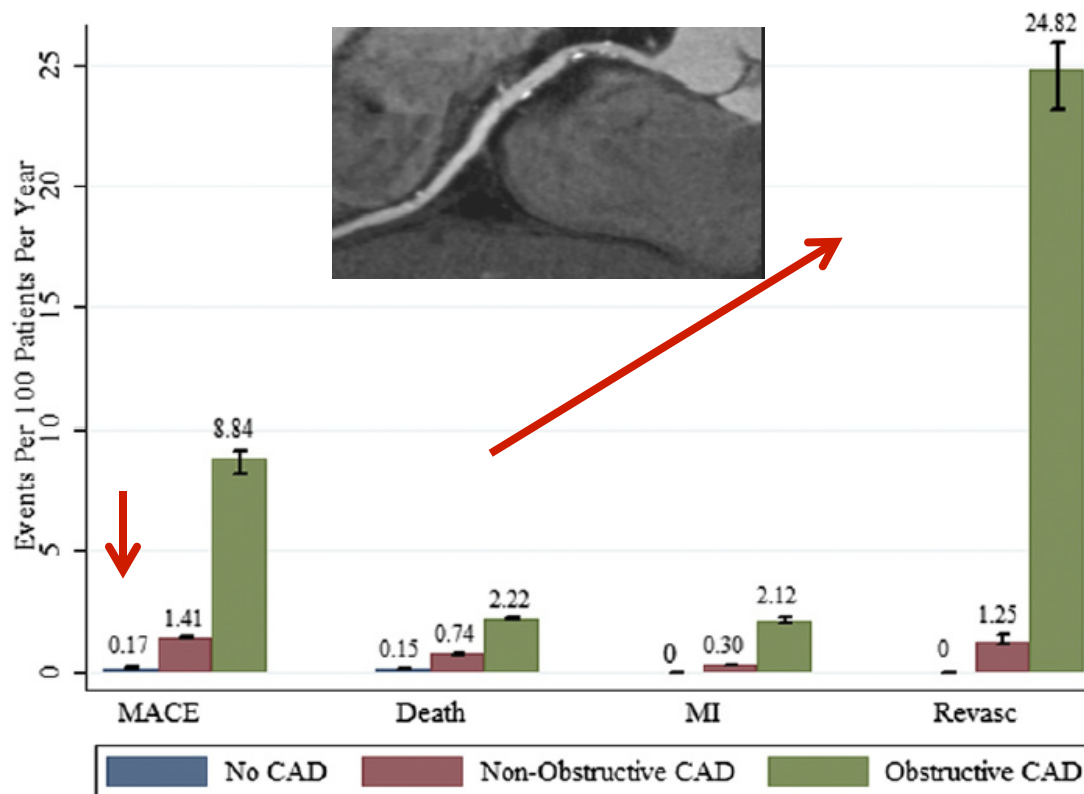 Events Per 100 Patients Per Year
25
20
15
10
5
0
0.17
1.41
8.84
0.15
0.74
2.22
0
0.30
2.12
0
1.25
24.82
MACE
Death
MI
Revasc
No CAD
Non-Obstructive CAD
Obstructive CAD